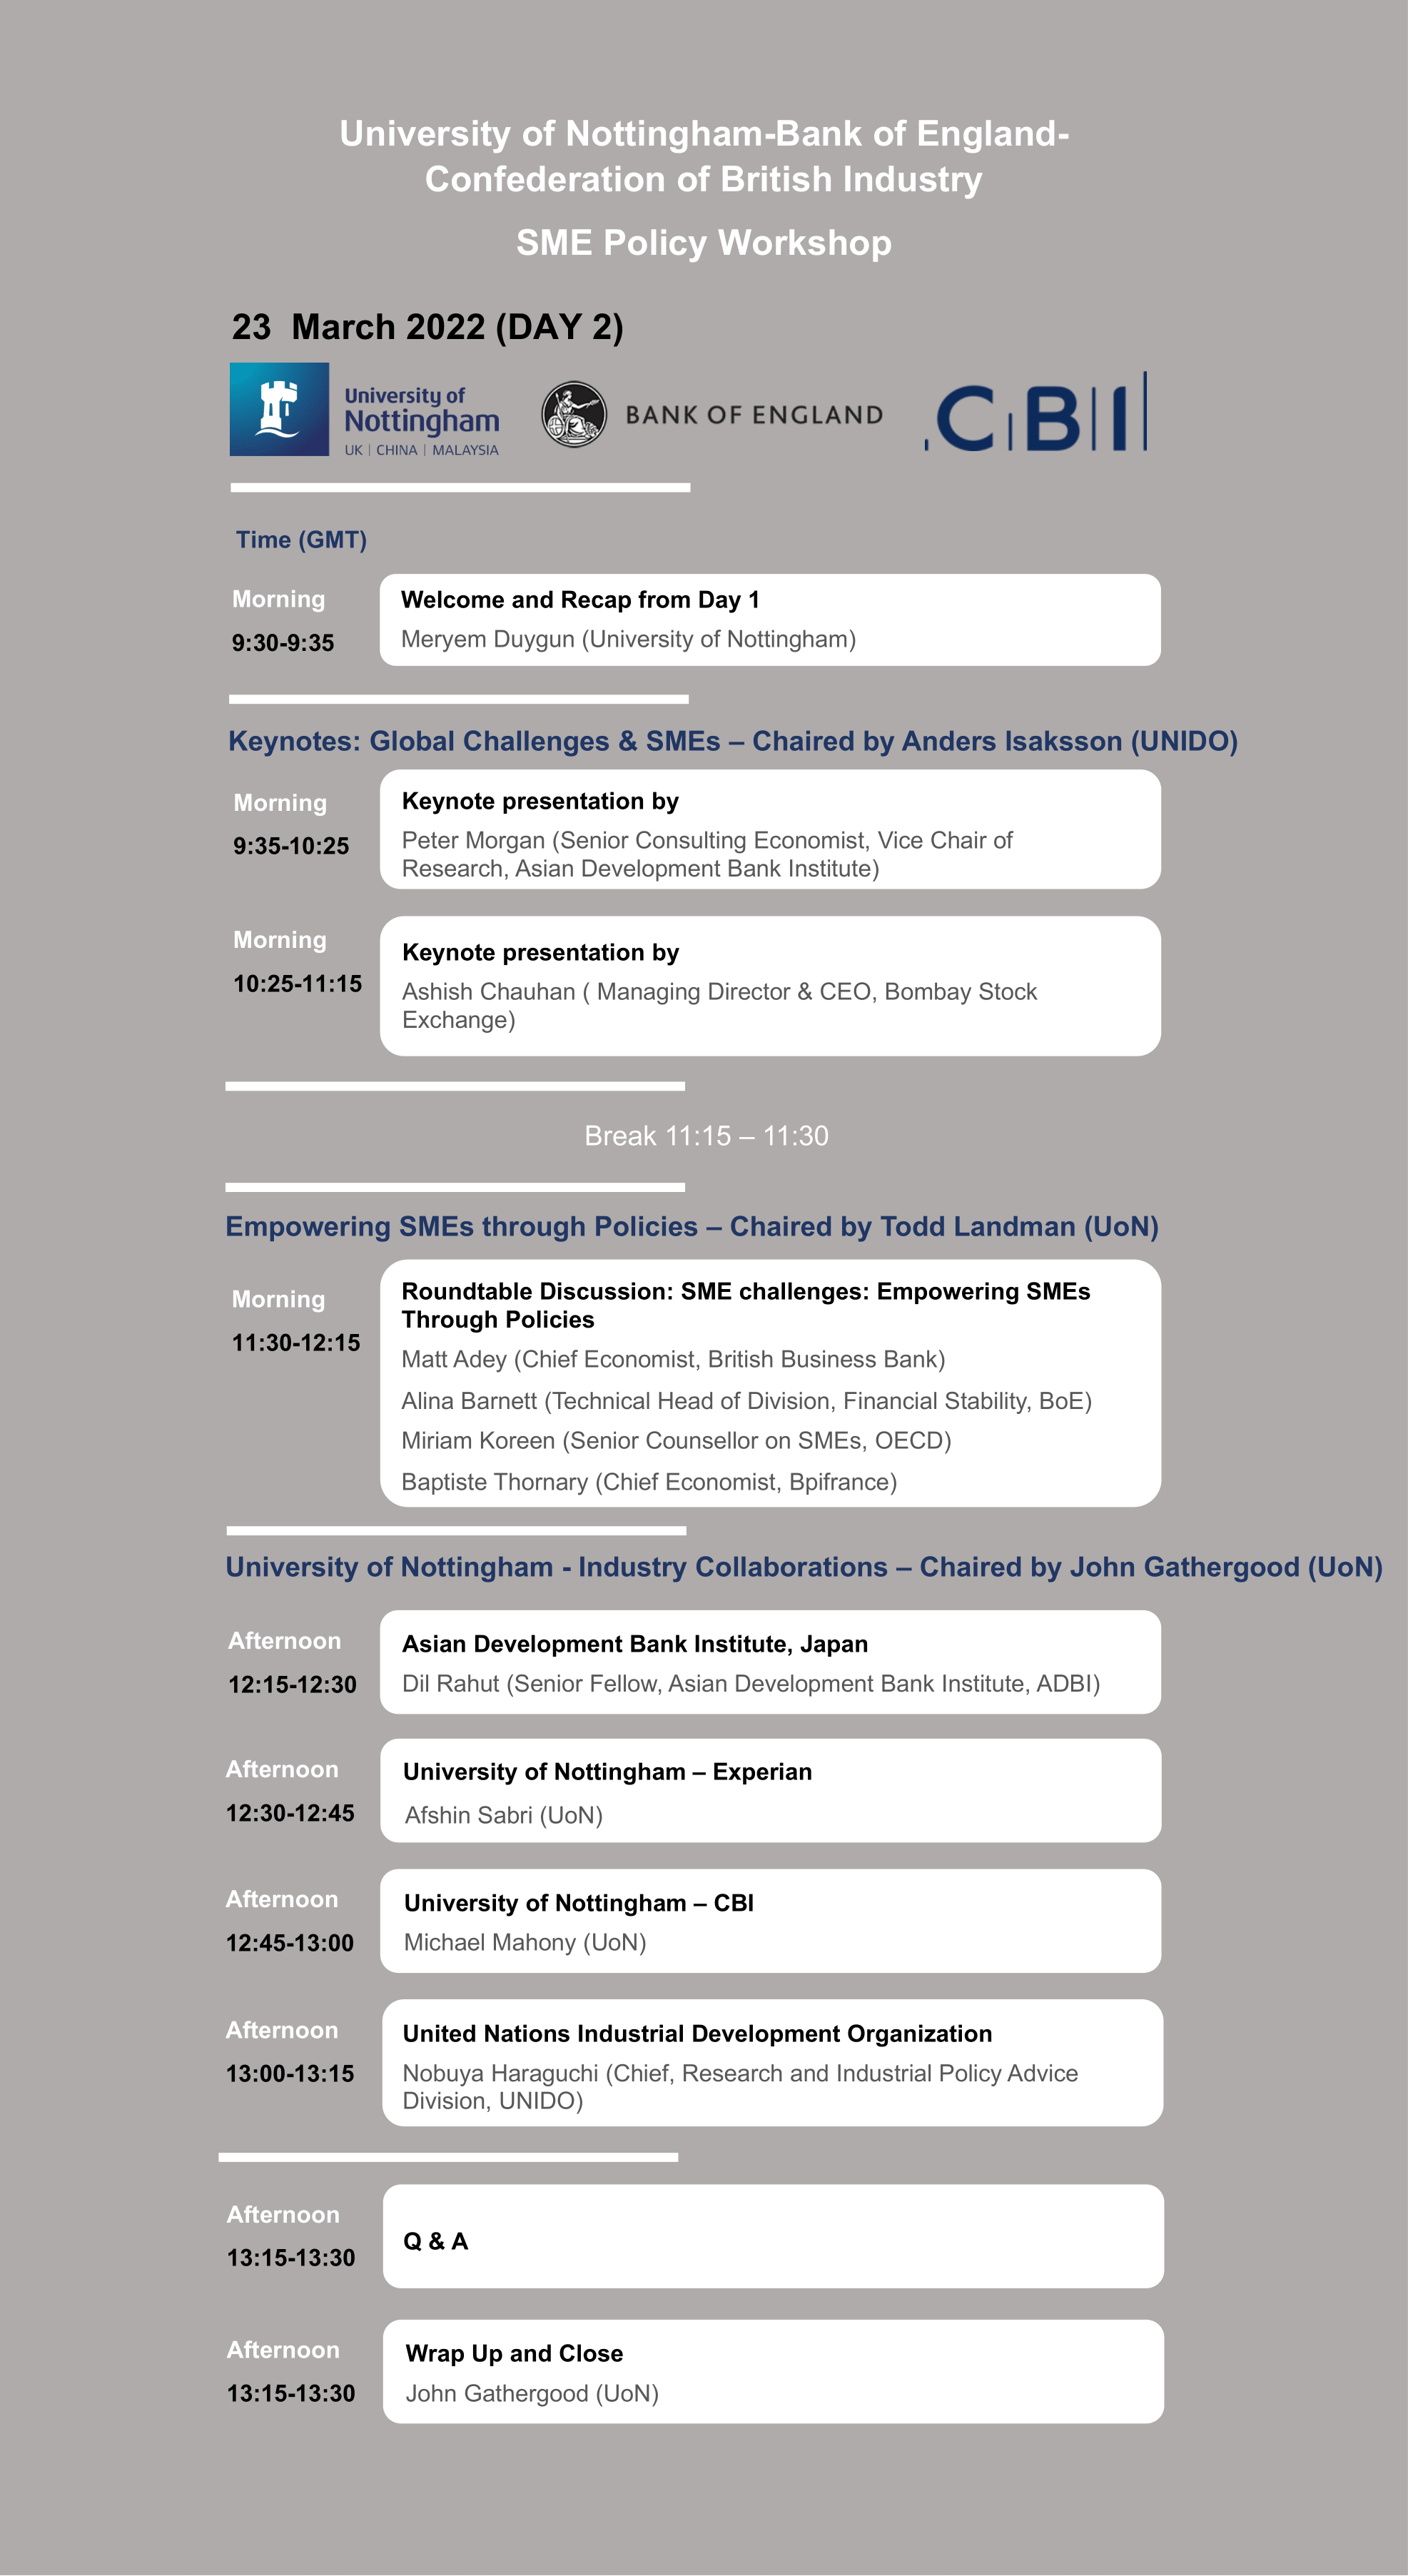 University of Nottingham-Bank of England-
Confederation of British Industry
SME Policy Workshop
23 March 2022 (DAY 2)
University of
Nottingham
UK | CHINA | MALAYSIA
BANK OF ENGLAND
CBI
Time (GMT)
Morning
9:30-9:35
Welcome and Recap from Day 1
Meryem Duygun (University of Nottingham)
Keynotes: Global Challenges & SMEs – Chaired by Anders Isaksson (UNIDO)
Morning
9:35-10:25
Keynote presentation by
Peter Morgan (Senior Consulting Economist, Vice Chair of
Research, Asian Development Bank Institute)
Morning
10:25-11:15
Keynote presentation by
Ashish Chauhan ( Managing Director & CEO, Bombay Stock
Exchange)
Break 11:15 – 11:30
Empowering SMEs through Policies – Chaired by Todd Landman (UoN)
Morning
11:30-12:15
Roundtable Discussion: SME challenges: Empowering SMEs
Through Policies
Matt Adey (Chief Economist, British Business Bank)
Alina Barnett (Technical Head of Division, Financial Stability, BoE)
Miriam Koreen (Senior Counsellor on SMEs, OECD)
Baptiste Thornary (Chief Economist, Bpifrance)
University of Nottingham - Industry Collaborations – Chaired by John Gathergood (UoN)
Afternoon
12:15-12:30
Asian Development Bank Institute, Japan
Dil Rahut (Senior Fellow, Asian Development Bank Institute, ADBI)
Afternoon
12:30-12:45
University of Nottingham – Experian
Afshin Sabri (UoN)
Afternoon
12:45-13:00
University of Nottingham – CBI
Michael Mahony (UoN)
Afternoon
13:00-13:15
United Nations Industrial Development Organization
Nobuya Haraguchi (Chief, Research and Industrial Policy Advice
Division, UNIDO)
Afternoon
13:15-13:30
Q & A
Afternoon
13:15-13:30
Wrap Up and Close
John Gathergood (UoN)